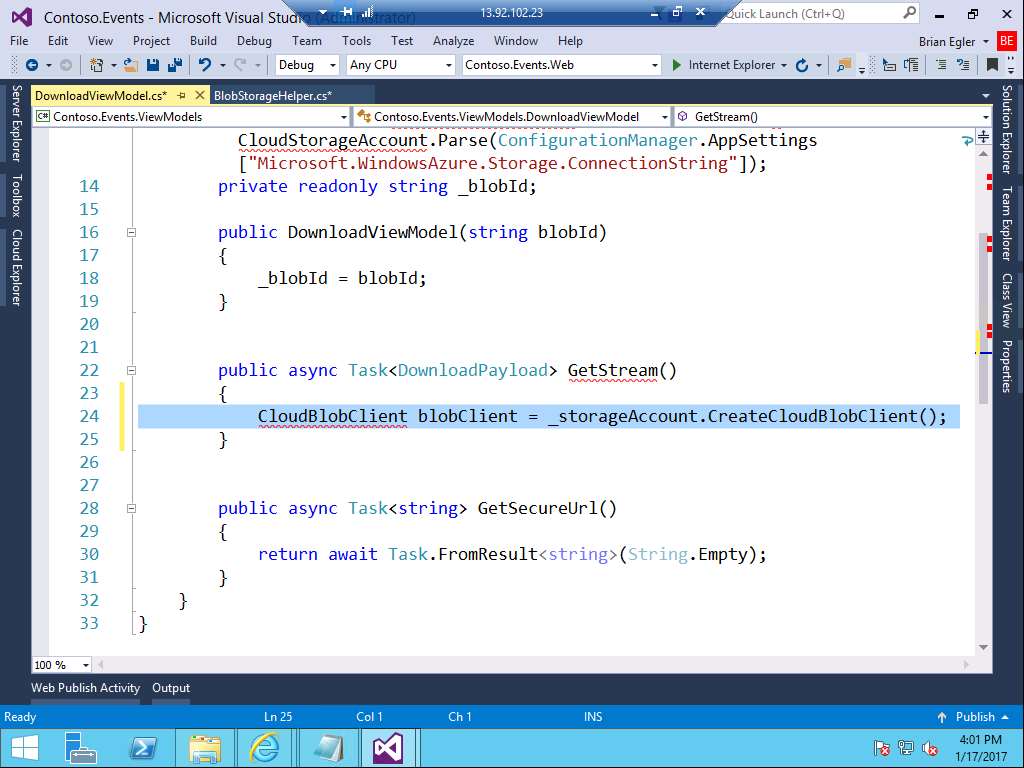 Contoso.Events - Microsoft Visual Studio (Administrator)
13.92.102.23
Quick Launch (Ctrl+Q)
File Edit View Project Build Debug Team Tools Test Analyze Window Help
Brian Egler BE
Debug Any CPU Contoso.Events.Web Internet Explorer
DownloadViewModel.cs* BlobStorageHelper.cs*
C# Contoso.Events.ViewModels Contoso.Events.ViewModels.DownloadViewModel GetStream()
Server Explorer
Toolbox
Cloud Explorer
CloudStorageAccount.Parse(ConfigurationManager.AppSettings
["Microsoft.WindowsAzure.Storage.ConnectionString"]);
14 private readonly string _blobId;
15
16 public DownloadViewModel(string blobId)
17 {
18 _blobId = blobId;
19 }
20
21
22 public async Task<DownloadPayload> GetStream()
23 {
24 CloudBlobClient blobClient = _storageAccount.CreateCloudBlobClient();
25 }
26
27
28 public async Task<string> GetSecureUrl()
29 {
30 return await Task.FromResult<string>(String.Empty);
31 }
32 }
33 }
Solution Explorer
Team Explorer
Class View
Properties
100 %
Web Publish Activity Output
Ready Ln 25 Col 1 Ch 1 INS Publish
4:01 PM
1/17/2017